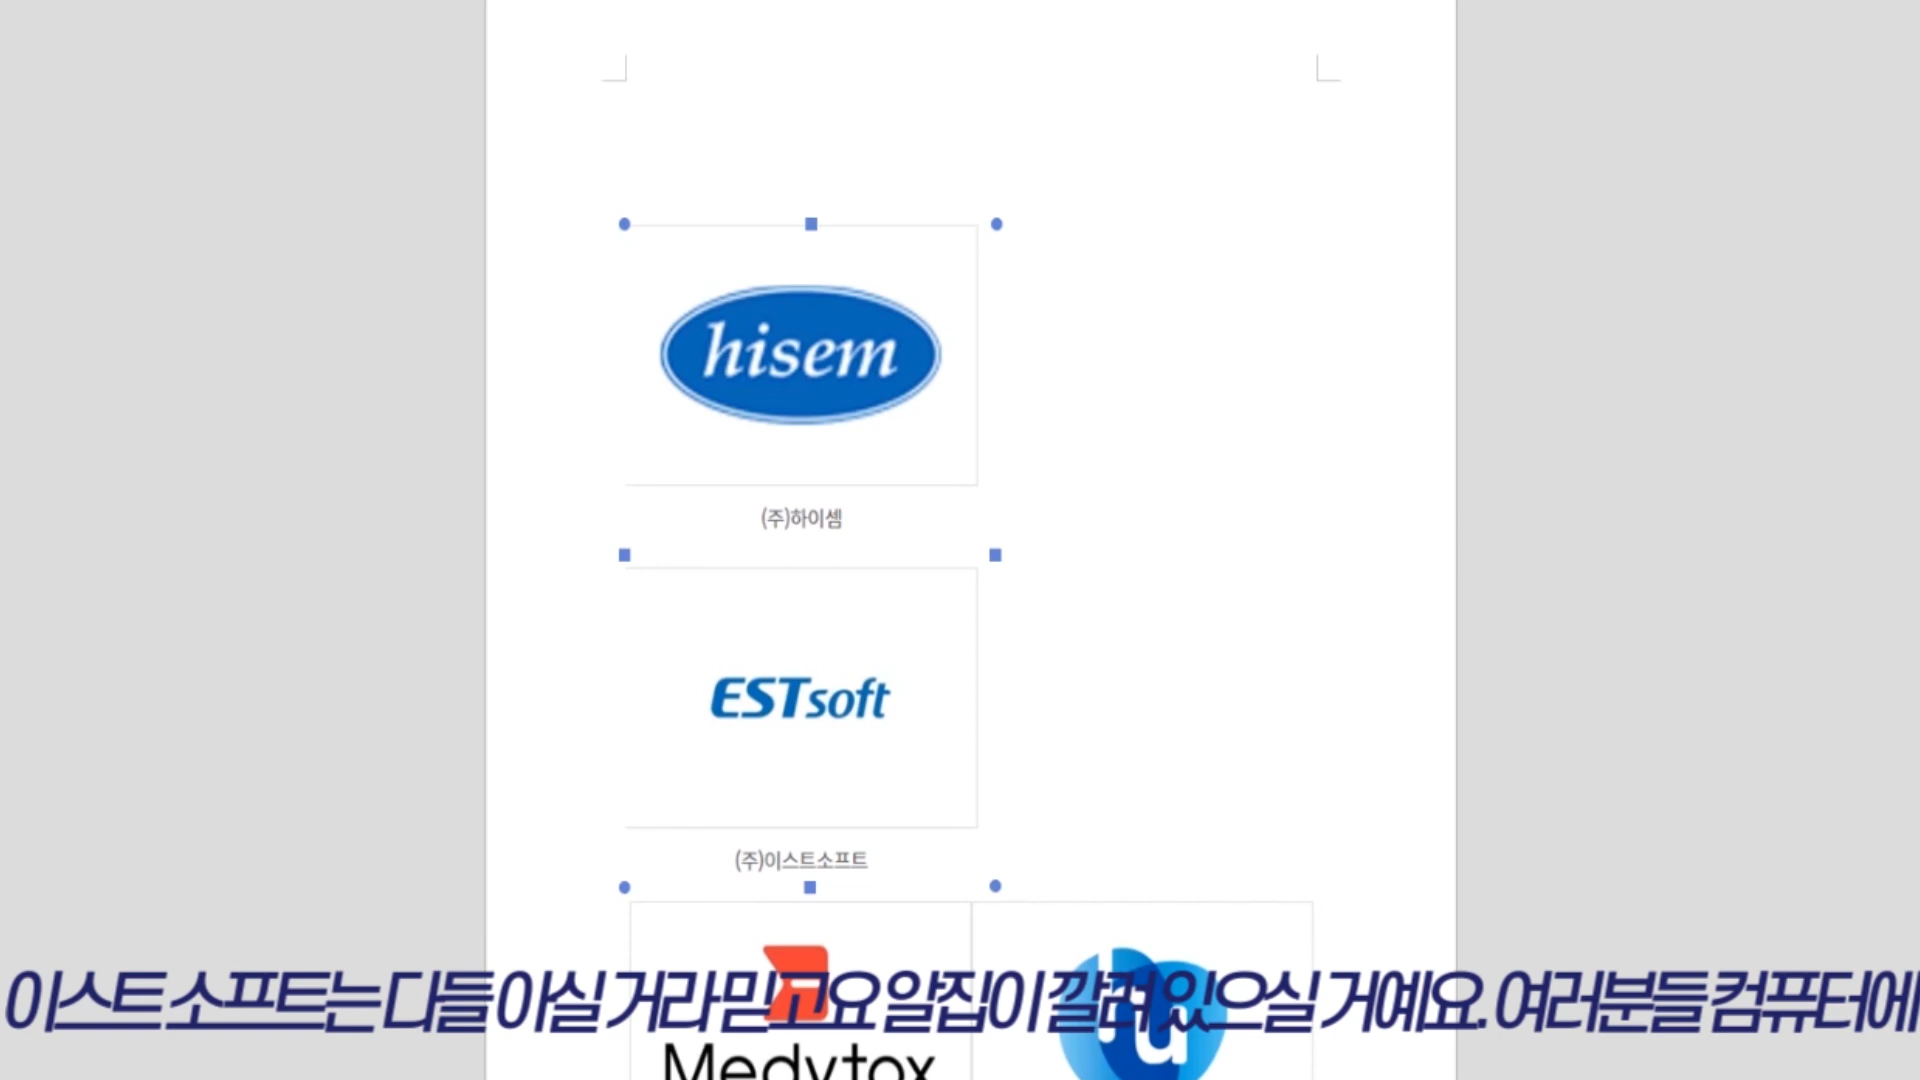 hisem
(주)하이셈
ESTsoft
(주)이스트소프트
이스트소프트는 다들 아실 거라 믿고요 알집이 깔려 있으실 거예요. 여러분들 컴퓨터에
u
Medytox